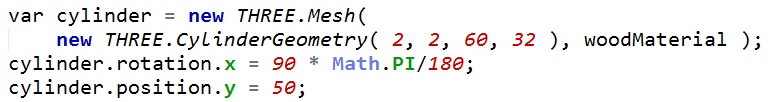 var cylinder = new THREE.Mesh(
    new THREE.CylinderGeometry( 2, 2, 60, 32 ), woodMaterial );
cylinder.rotation.x = 90 * Math.PI/180;
cylinder.position.y = 50;